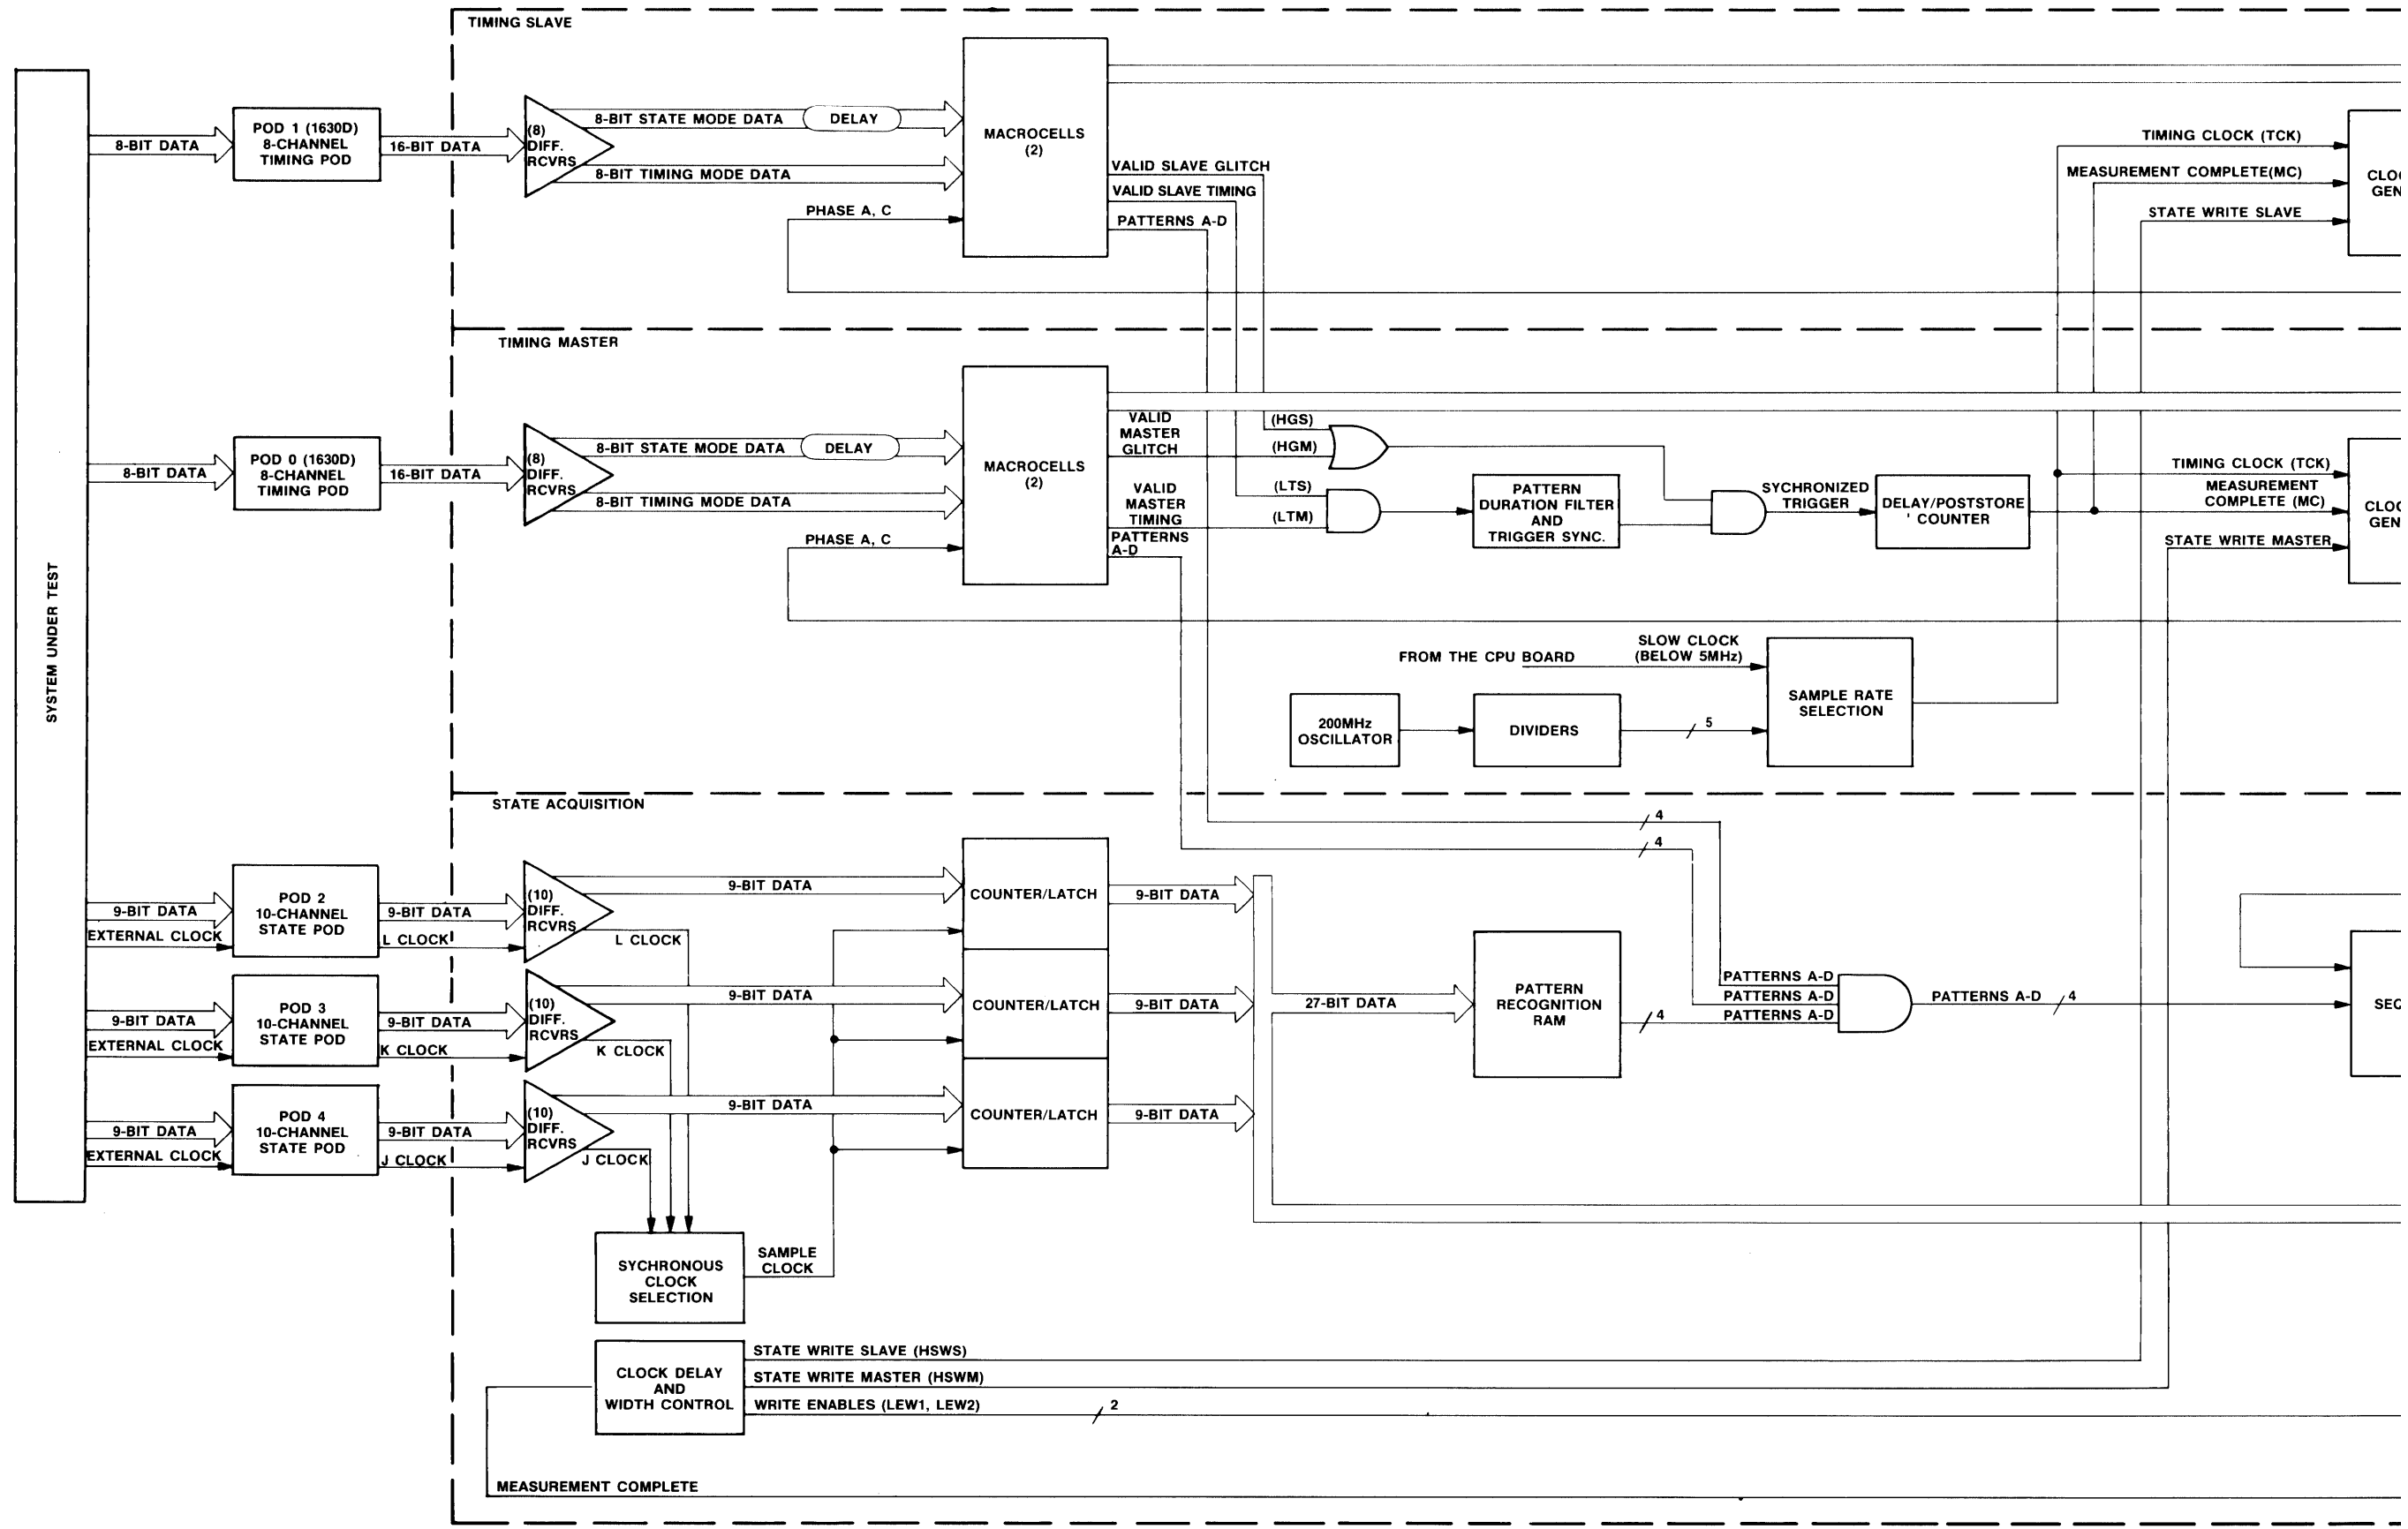 TIMING SLAVE
SYSTEM UNDER TEST
8-BIT DATA
POD 1 (1630D)
8-CHANNEL
TIMING POD
16-BIT DATA
(8)
DIFF.
RCVRS
8-BIT STATE MODE DATA
DELAY
8-BIT TIMING MODE DATA
PHASE A, C
MACROCELLS
(2)
VALID SLAVE GLITCH
VALID SLAVE TIMING
PATTERNS A-D
TIMING CLOCK (TCK)
MEASUREMENT COMPLETE(MC)
STATE WRITE SLAVE
CLOC
GEN
TIMING MASTER
8-BIT DATA
POD 0 (1630D)
8-CHANNEL
TIMING POD
16-BIT DATA
(8)
DIFF.
RCVRS
8-BIT STATE MODE DATA
DELAY
8-BIT TIMING MODE DATA
PHASE A, C
MACROCELLS
(2)
VALID
MASTER
GLITCH
VALID
MASTER
TIMING
PATTERNS
A-D
(HGS)
(HGM)
(LTS)
(LTM)
PATTERN
DURATION FILTER
AND
TRIGGER SYNC.
SYCHRONIZED
TRIGGER
DELAY/POSTSTORE
COUNTER
TIMING CLOCK (TCK)
MEASUREMENT
COMPLETE (MC)
STATE WRITE MASTER
CLOC
GEN
FROM THE CPU BOARD
SLOW CLOCK
(BELOW 5MHz)
200MHz
OSCILLATOR
DIVIDERS
5
SAMPLE RATE
SELECTION
STATE ACQUISITION
4
4
9-BIT DATA
EXTERNAL CLOCK
POD 2
10-CHANNEL
STATE POD
9-BIT DATA
L CLOCK
(10)
DIFF.
RCVRS
9-BIT DATA
L CLOCK
COUNTER/LATCH
9-BIT DATA
9-BIT DATA
EXTERNAL CLOCK
POD 3
10-CHANNEL
STATE POD
9-BIT DATA
K CLOCK
(10)
DIFF.
RCVRS
9-BIT DATA
K CLOCK
COUNTER/LATCH
9-BIT DATA
27-BIT DATA
PATTERN
RECOGNITION
RAM
4
PATTERNS A-D
PATTERNS A-D
PATTERNS A-D
PATTERNS A-D
4
SEQ
9-BIT DATA
EXTERNAL CLOCK
POD 4
10-CHANNEL
STATE POD
9-BIT DATA
J CLOCK
(10)
DIFF.
RCVRS
9-BIT DATA
J CLOCK
COUNTER/LATCH
9-BIT DATA
SYCHRONOUS
CLOCK
SELECTION
SAMPLE
CLOCK
CLOCK DELAY
AND
WIDTH CONTROL
STATE WRITE SLAVE (HSWS)
STATE WRITE MASTER (HSWM)
WRITE ENABLES (LEW1, LEW2)
2
MEASUREMENT COMPLETE